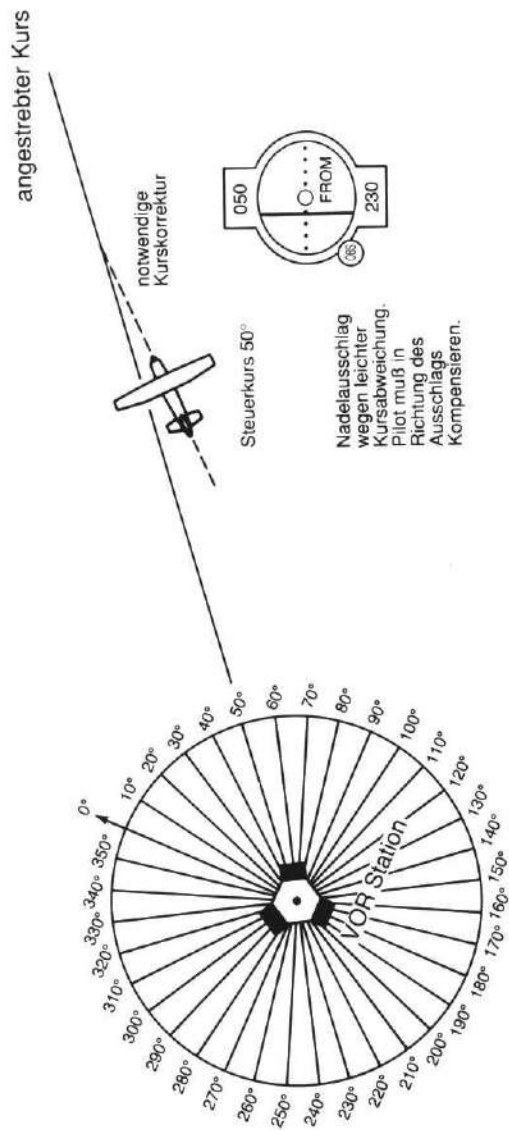 angestrebter Kurs
notwendige
Kurskorrektur
Steuerkurs 50°
050
FROM
230
OBS
Nadelausschlag
wegen leichter
Kursabweichung.
Pilot muß in
Richtung des
Ausschlags
Kompensieren.
0°
10°
20°
30°
40°
50°
60°
70°
80°
90°
100°
110°
120°
130°
140°
150°
160°
170°
180°
190°
200°
210°
220°
230°
240°
250°
260°
270°
280°
290°
300°
310°
320°
330°
340°
350°
VOR Station